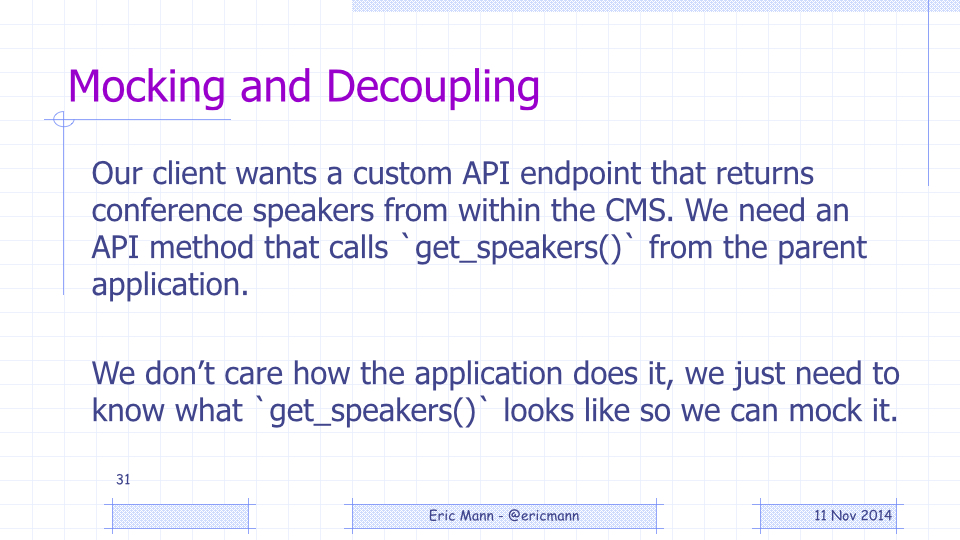 Mocking and Decoupling
Our client wants a custom API endpoint that returns
conference speakers from within the CMS. We need an
API method that calls `get_speakers()` from the parent
application.
We don’t care how the application does it, we just need to
know what `get_speakers()` looks like so we can mock it.
31
Eric Mann - @ericmann
11 Nov 2014